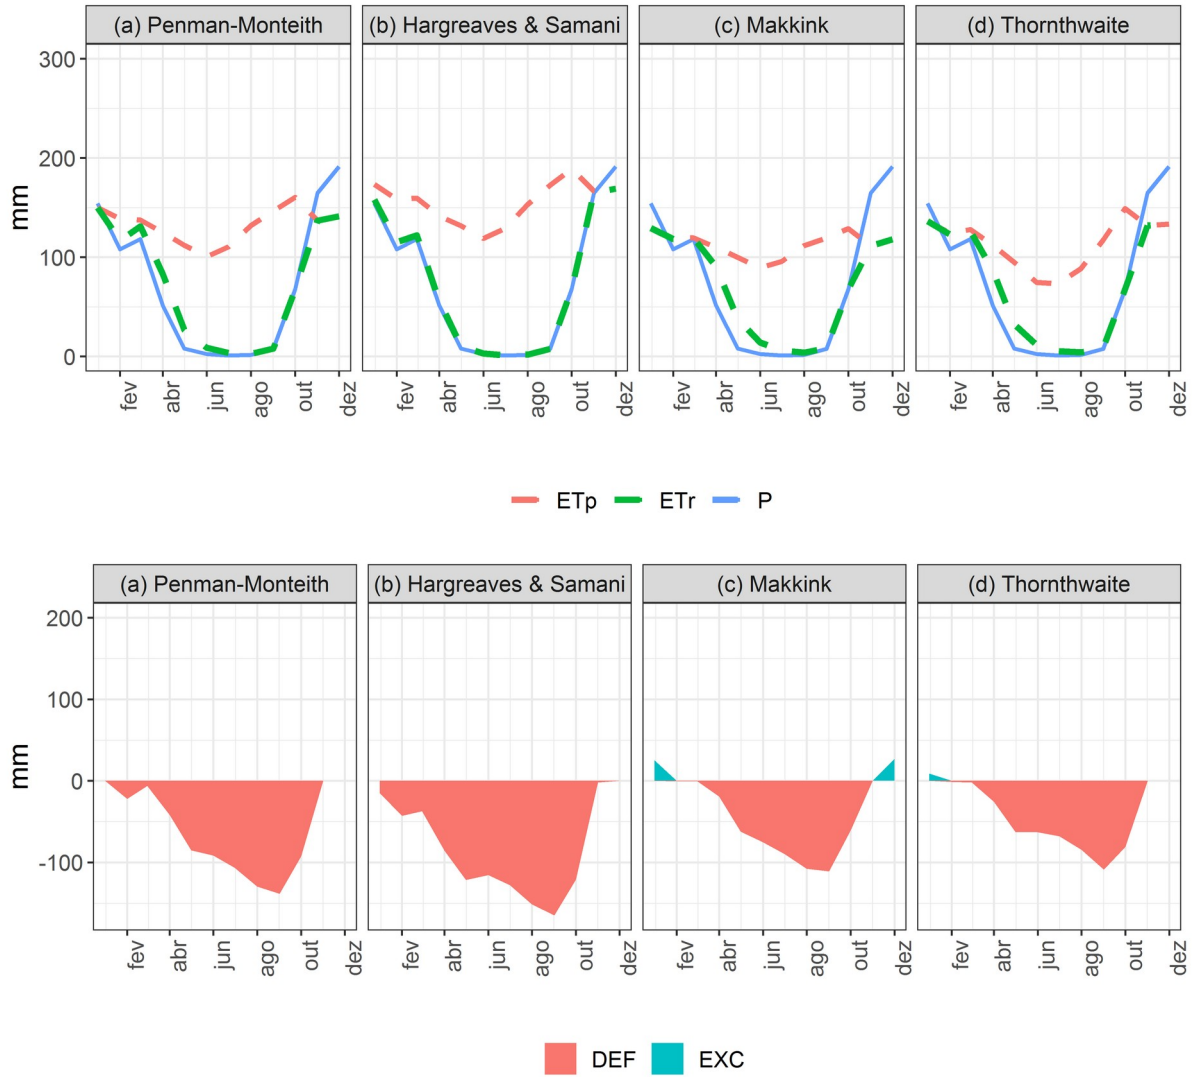 (a) Penman-Monteith (b) Hargreaves & Samani (c) Makkink (d) Thornthwaite
300
200
100
0
mm
fev abr jun ago out dez fev abr jun ago out dez fev abr jun ago out dez fev abr jun ago out dez
ETp ETr P
(a) Penman-Monteith (b) Hargreaves & Samani (c) Makkink (d) Thornthwaite
200
100
0
-100
mm
fev abr jun ago out dez fev abr jun ago out dez fev abr jun ago out dez fev abr jun ago out dez
DEF EXC